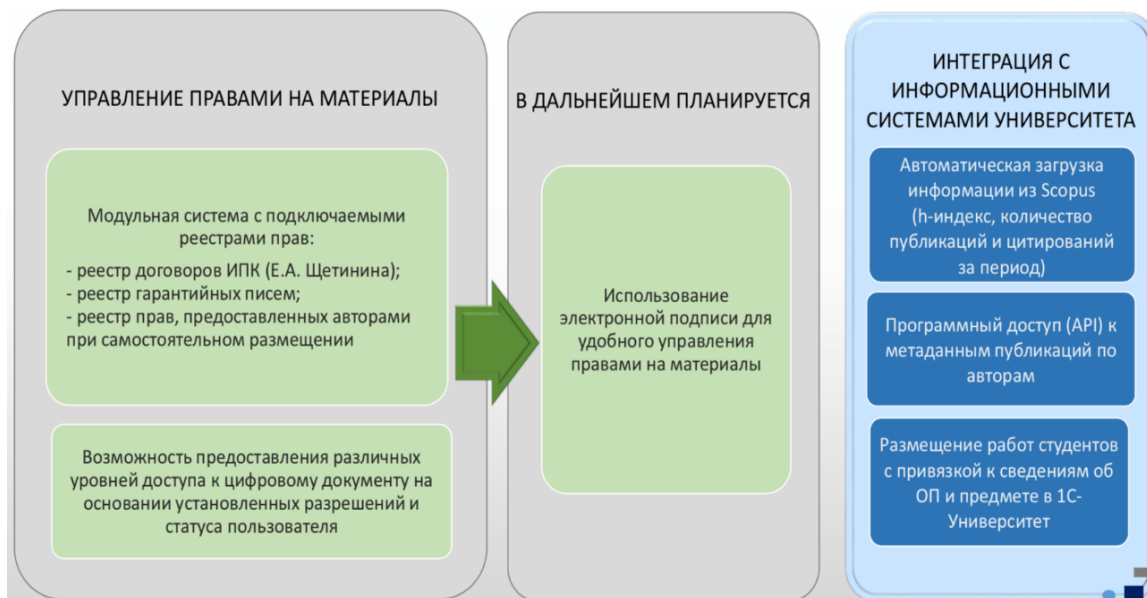 УПРАВЛЕНИЕ ПРАВАМИ НА МАТЕРИАЛЫ
Модульная система с подключаемыми
реестрами прав:
- реестр договоров ИПК (Е.А. Щетинина);
- реестр гарантийных писем;
- реестр прав, предоставленных авторами
при самостоятельном размещении
Возможность предоставления различных
уровней доступа к цифровому документу на
основании установленных разрешений и
статуса пользователя
В ДАЛЬНЕЙШЕМ ПЛАНИРУЕТСЯ
Использование
электронной подписи для
удобного управления
правами на материалы
ИНТЕГРАЦИЯ С
ИНФОРМАЦИОННЫМИ
СИСТЕМАМИ УНИВЕРСИТЕТА
Автоматическая загрузка
информации из Scopus
(h-индекс, количество
публикаций и цитирований
за период)
Программный доступ (API) к
метаданным публикаций по
авторам
Размещение работ студентов
с привязкой к сведениям об
ОП и предмете в 1С-
Университет